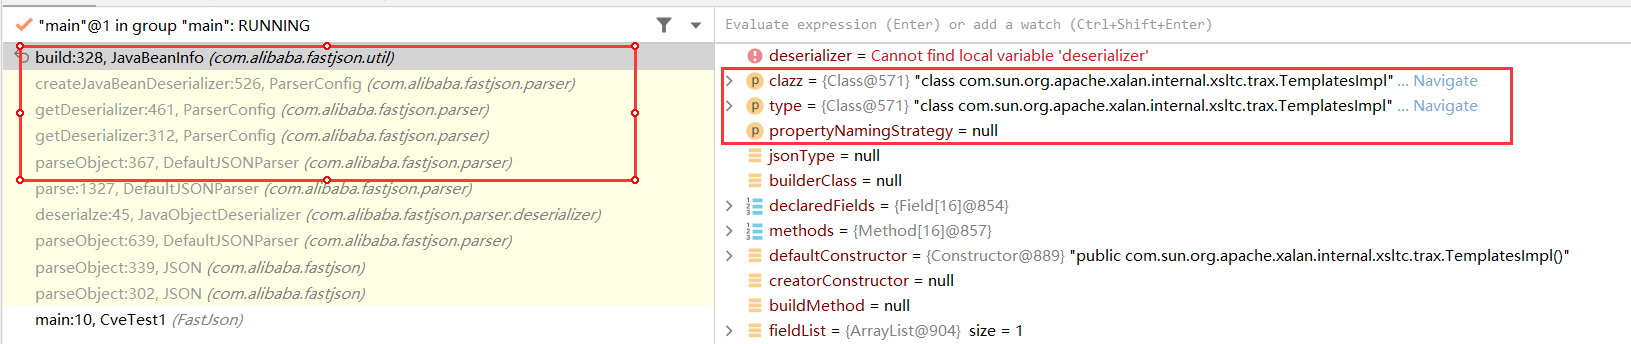 "main"@1 in group "main": RUNNING
build:328, JavaBeanInfo (com.alibaba.fastjson.util)
createJavaBeanDeserializer:526, ParserConfig (com.alibaba.fastjson.parser)
getDeserializer:461, ParserConfig (com.alibaba.fastjson.parser)
getDeserializer:312, ParserConfig (com.alibaba.fastjson.parser)
parseObject:367, DefaultJSONParser (com.alibaba.fastjson.parser)
parse:1327, DefaultJSONParser (com.alibaba.fastjson.parser)
deserialze:45, JavaObjectDeserializer (com.alibaba.fastjson.parser.deserializer)
parseObject:639, DefaultJSONParser (com.alibaba.fastjson.parser)
parseObject:339, JSON (com.alibaba.fastjson)
parseObject:302, JSON (com.alibaba.fastjson)
main:10, CveTest1 (FastJson)
Evaluate expression (Enter) or add a watch (Ctrl+Shift+Enter)
deserializer = Cannot find local variable 'deserializer'
clazz = {Class@571} "class com.sun.org.apache.xalan.internal.xsltc.trax.TemplatesImpl" ... Navigate
type = {Class@571} "class com.sun.org.apache.xalan.internal.xsltc.trax.TemplatesImpl" ... Navigate
propertyNamingStrategy = null
jsonType = null
builderClass = null
declaredFields = {Field[16]@854}
methods = {Method[16]@857}
defaultConstructor = {Constructor@889} "public com.sun.org.apache.xalan.internal.xsltc.trax.TemplatesImpl()"
creatorConstructor = null
buildMethod = null
fieldList = {ArrayList@904} size = 1